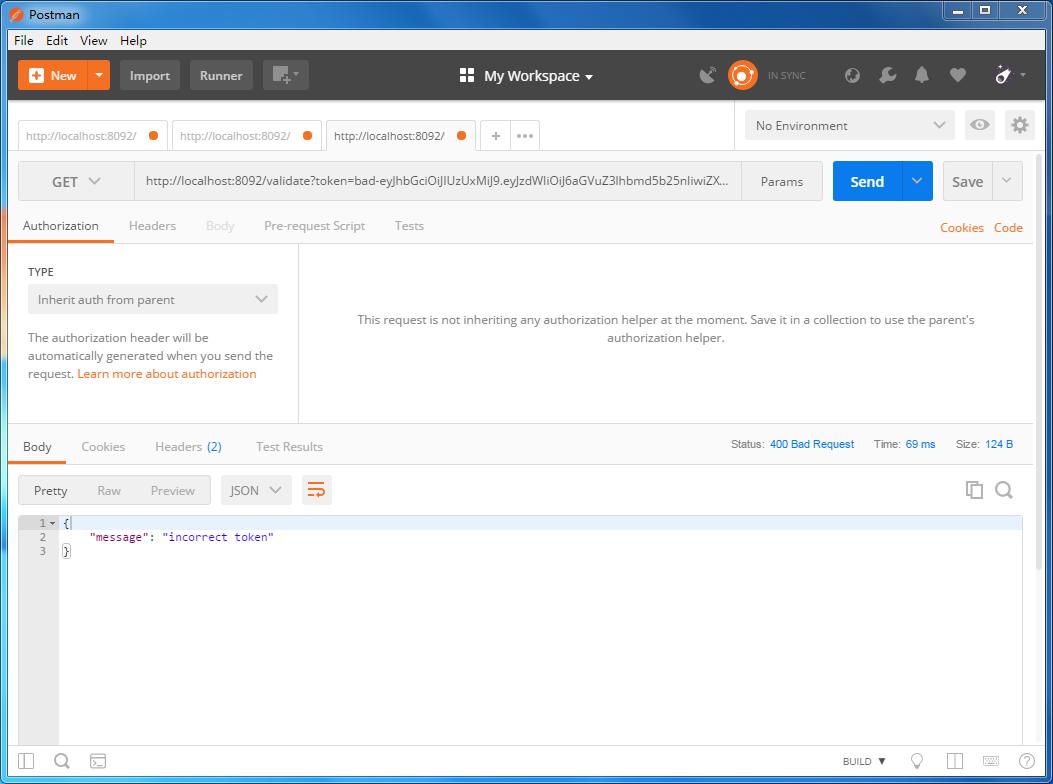 Postman
File Edit View Help
New Import Runner My Workspace IN SYNC
http://localhost:8092/ http://localhost:8092/ http://localhost:8092/ No Environment
GET http://localhost:8092/validate?token=bad-eyJhbGciOiJIUzUxMiJ9.eyJzdWIiOiJ6aGVuZ3lhbmd5b25nIiwiZX... Params Send Save
Authorization Headers Body Pre-request Script Tests Cookies Code
TYPE
Inherit auth from parent
The authorization header will be
automatically generated when you send the
request. Learn more about authorization
This request is not inheriting any authorization helper at the moment. Save it in a collection to use the parent's
authorization helper.
Body Cookies Headers (2) Test Results Status: 400 Bad Request Time: 69 ms Size: 124 B
Pretty Raw Preview JSON
1 {
2 "message": "incorrect token"
3 }
BUILD